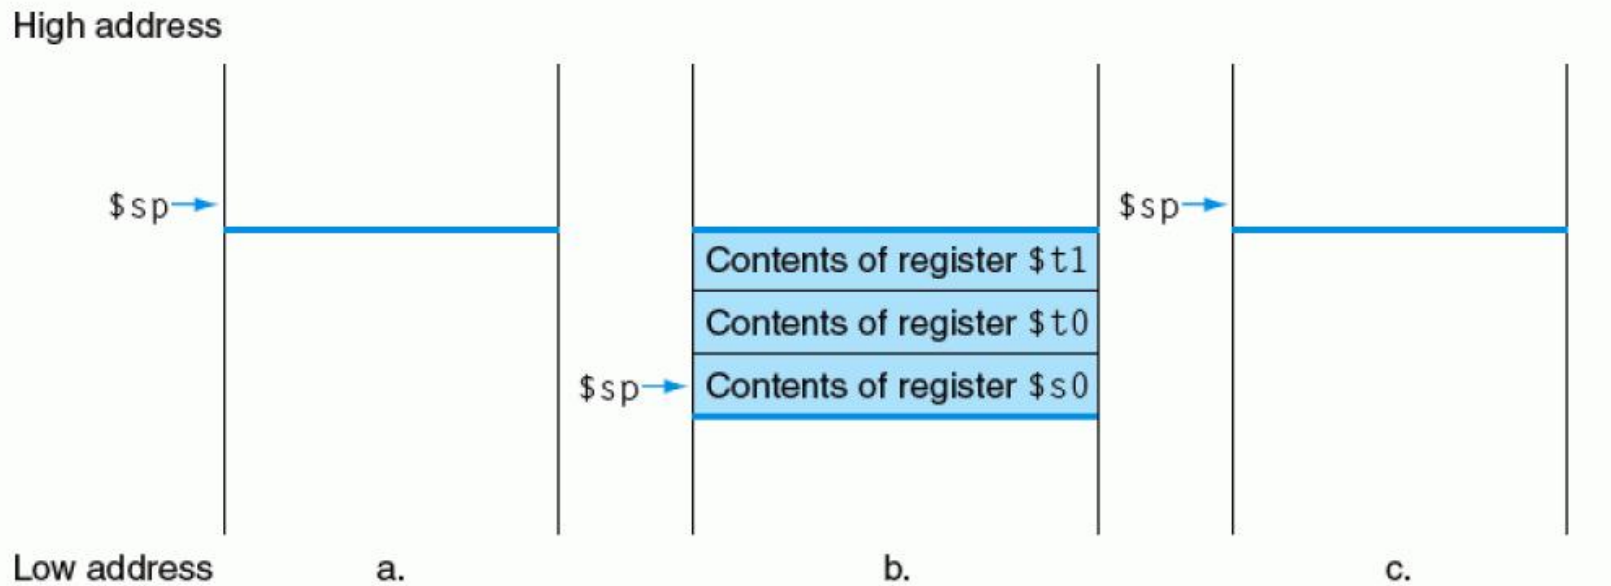 High address
$sp
$sp
Contents of register $t1
Contents of register $t0
$sp
Contents of register $s0
Low address
a.
b.
c.